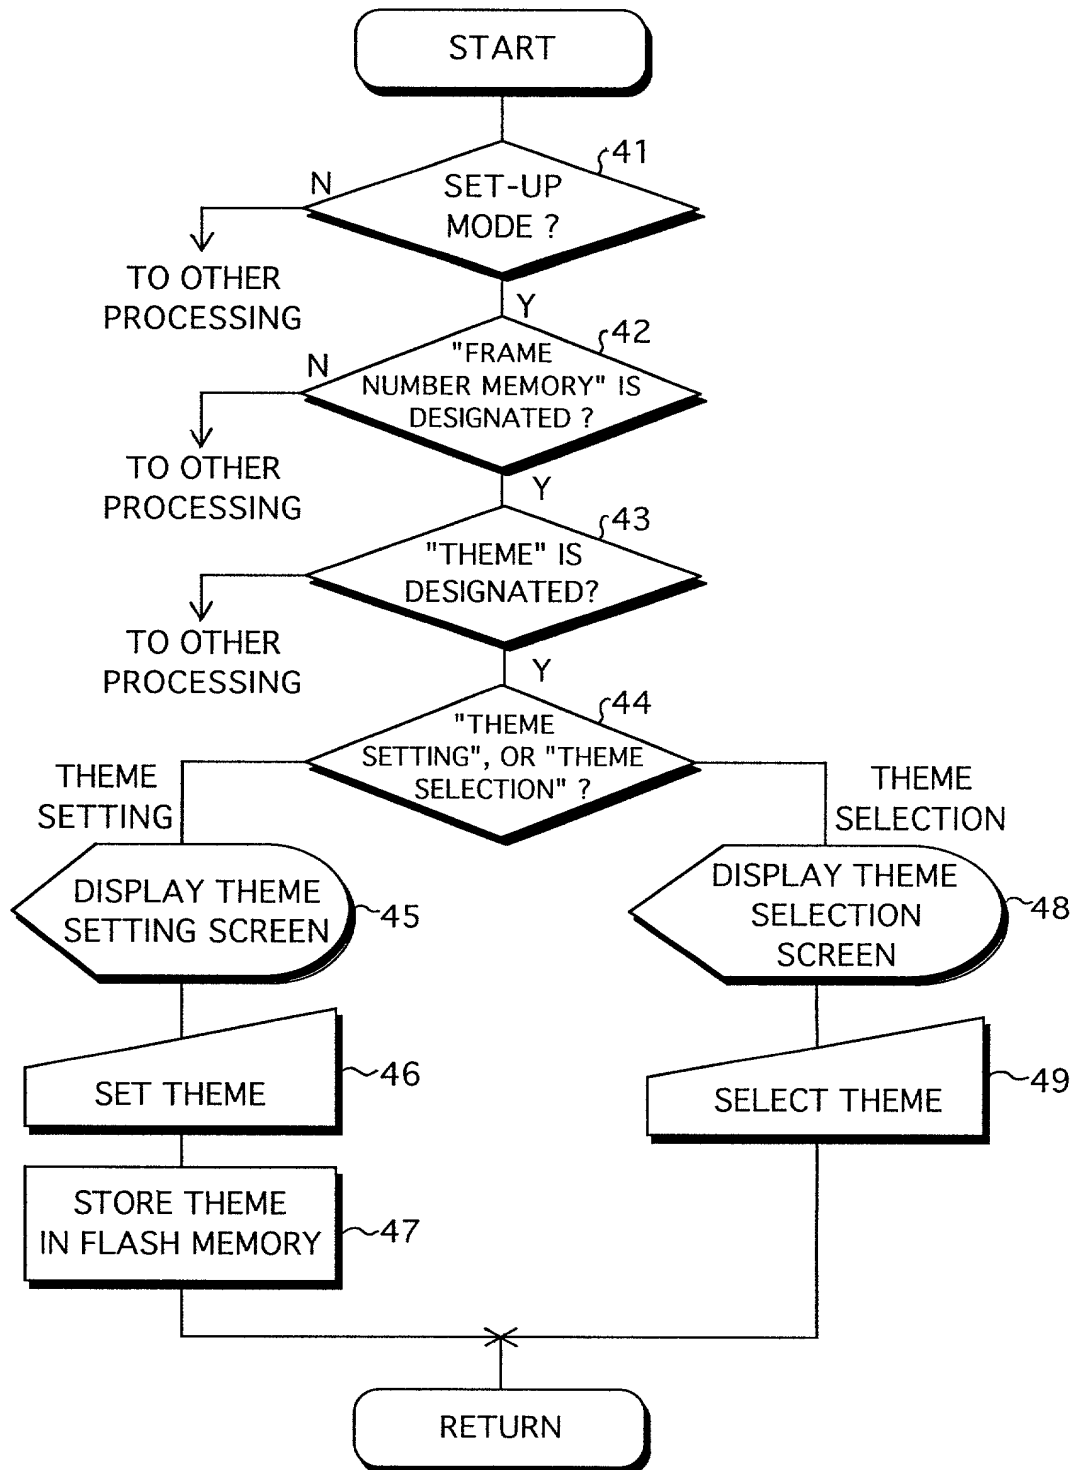 START
41
N
SET-UP
MODE ?
TO OTHER
PROCESSING
Y
42
N
"FRAME
NUMBER MEMORY" IS
DESIGNATED ?
TO OTHER
PROCESSING
Y
43
"THEME" IS
DESIGNATED?
TO OTHER
PROCESSING
Y
44
"THEME
SETTING", OR "THEME
SELECTION" ?
THEME
SETTING
THEME
SELECTION
DISPLAY THEME
SETTING SCREEN
45
DISPLAY THEME
SELECTION
SCREEN
48
SET THEME
46
SELECT THEME
49
STORE THEME
IN FLASH MEMORY
47
RETURN